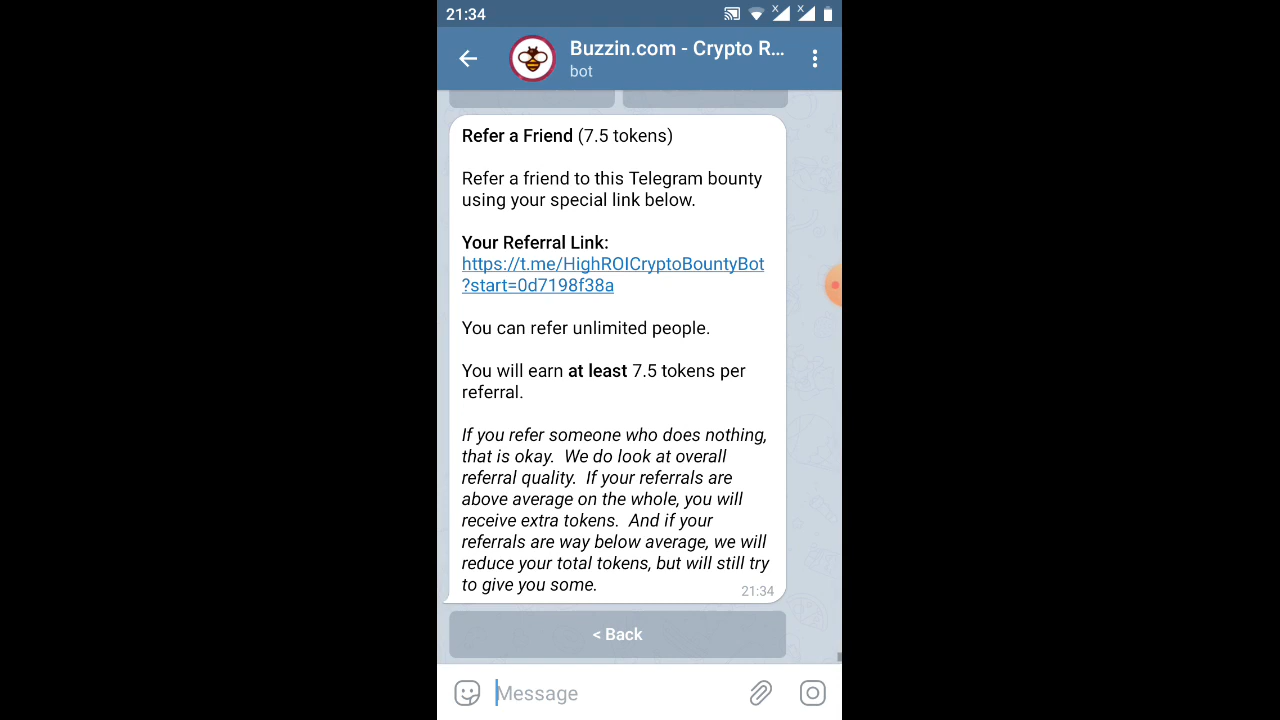 21:34
Buzzin.com - Crypto R...
bot
Refer a Friend (7.5 tokens)
Refer a friend to this Telegram bounty
using your special link below.
Your Referral Link:
https://t.me/HighROICryptoBountyBot
?start=0d7198f38a
You can refer unlimited people.
You will earn at least 7.5 tokens per
referral.
If you refer someone who does nothing,
that is okay.  We do look at overall
referral quality.  If your referrals are
above average on the whole, you will
receive extra tokens.  And if your
referrals are way below average, we will
reduce your total tokens, but will still try
to give you some.
21:34
< Back
Message